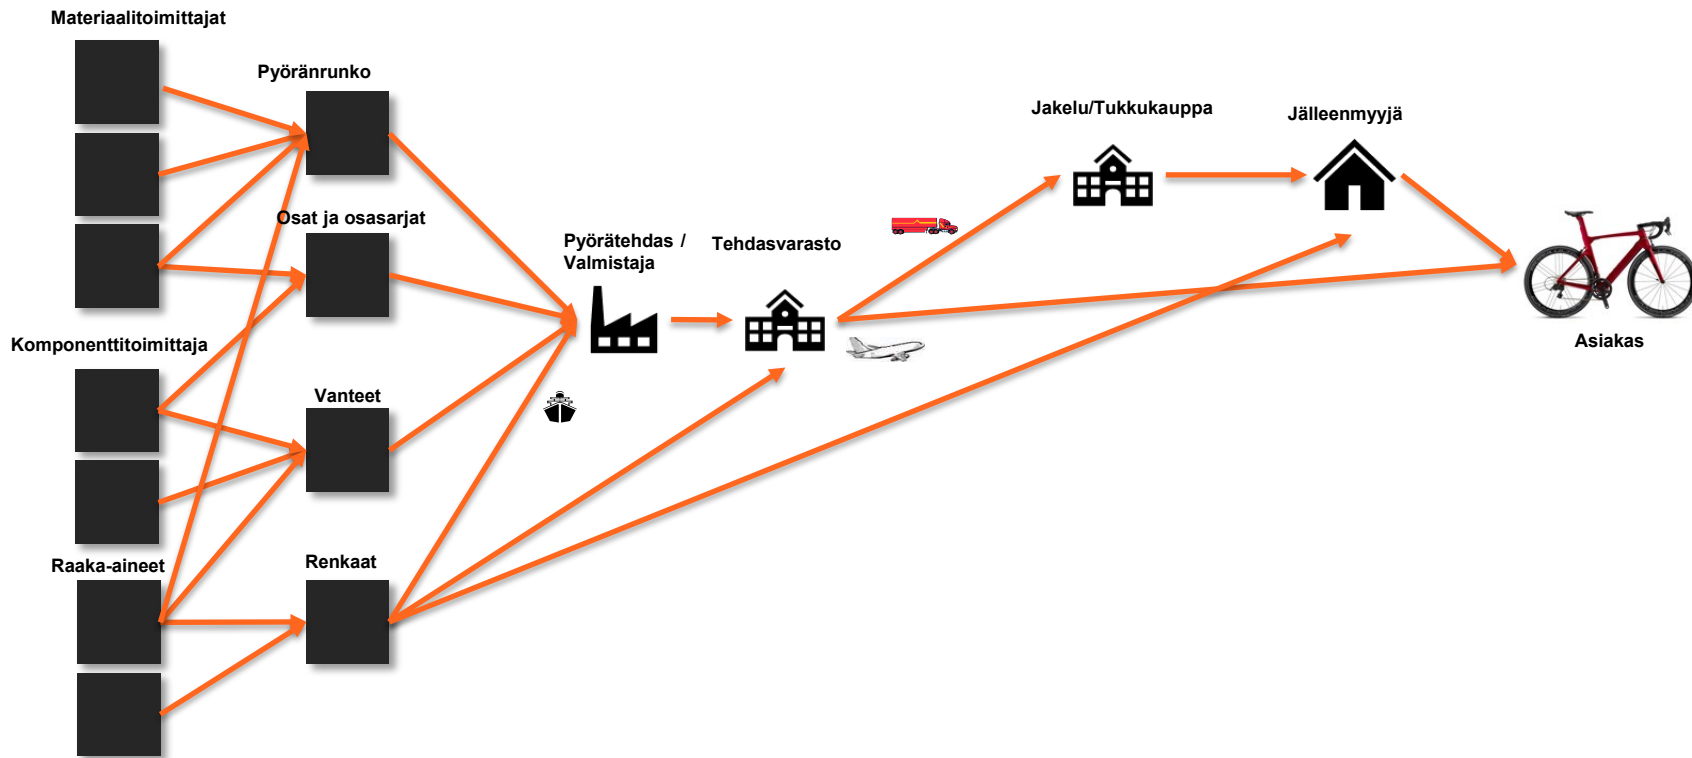 Materiaalitoimittajat
Pyöränrunko
Osat ja osasarjat
Komponenttitoimittaja
Vanteet
Raaka-aineet
Renkaat
Pyörätehdas /
Valmistaja
Tehdasvarasto
Jakelu/Tukkukauppa
Jälleenmyyjä
Asiakas